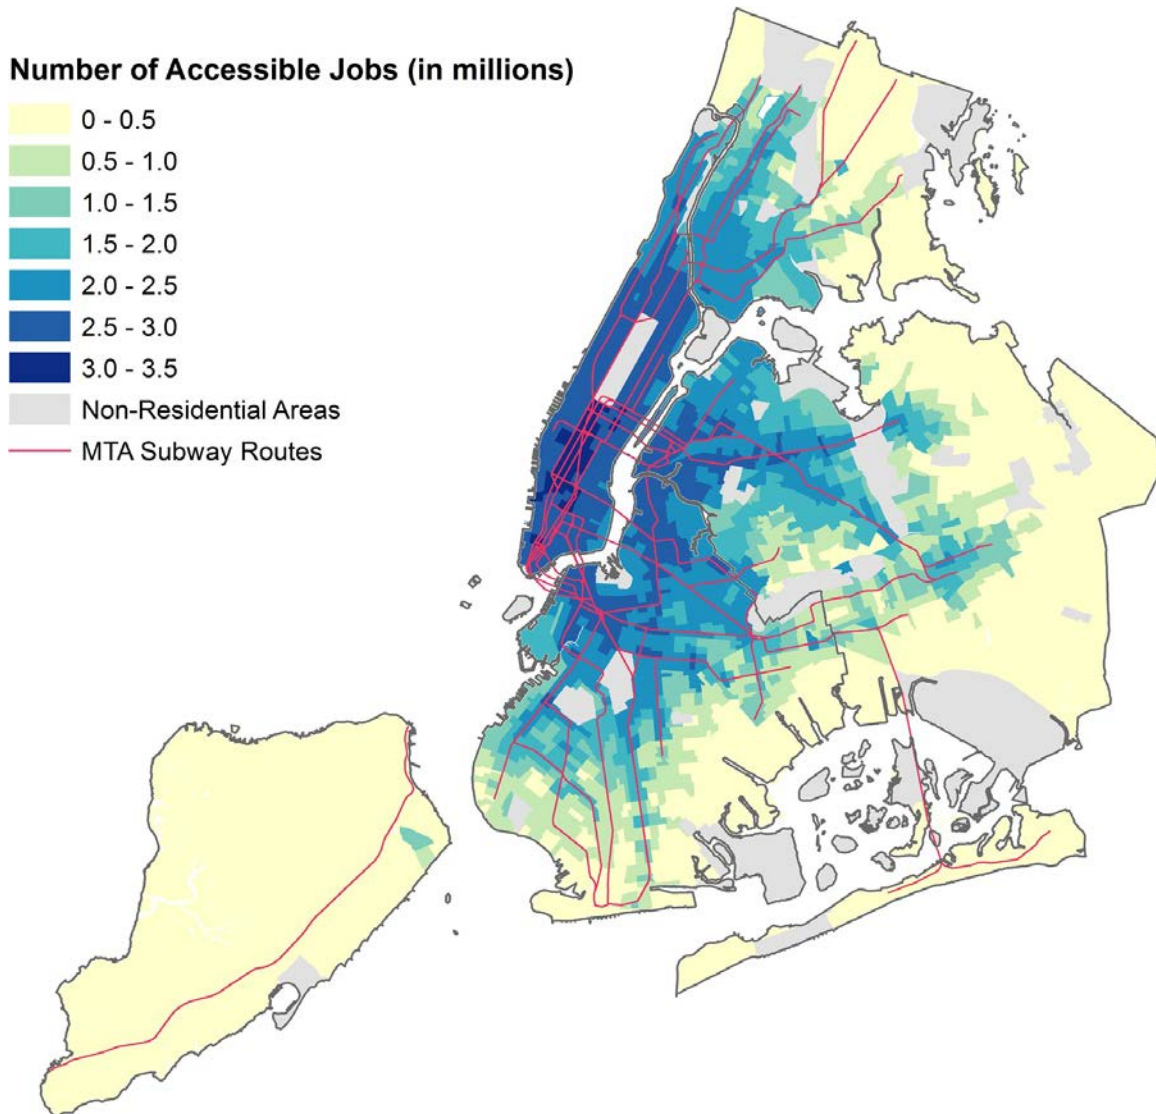 Number of Accessible Jobs (in millions)
0 - 0.5
0.5 - 1.0
1.0 - 1.5
1.5 - 2.0
2.0 - 2.5
2.5 - 3.0
3.0 - 3.5
Non-Residential Areas
MTA Subway Routes